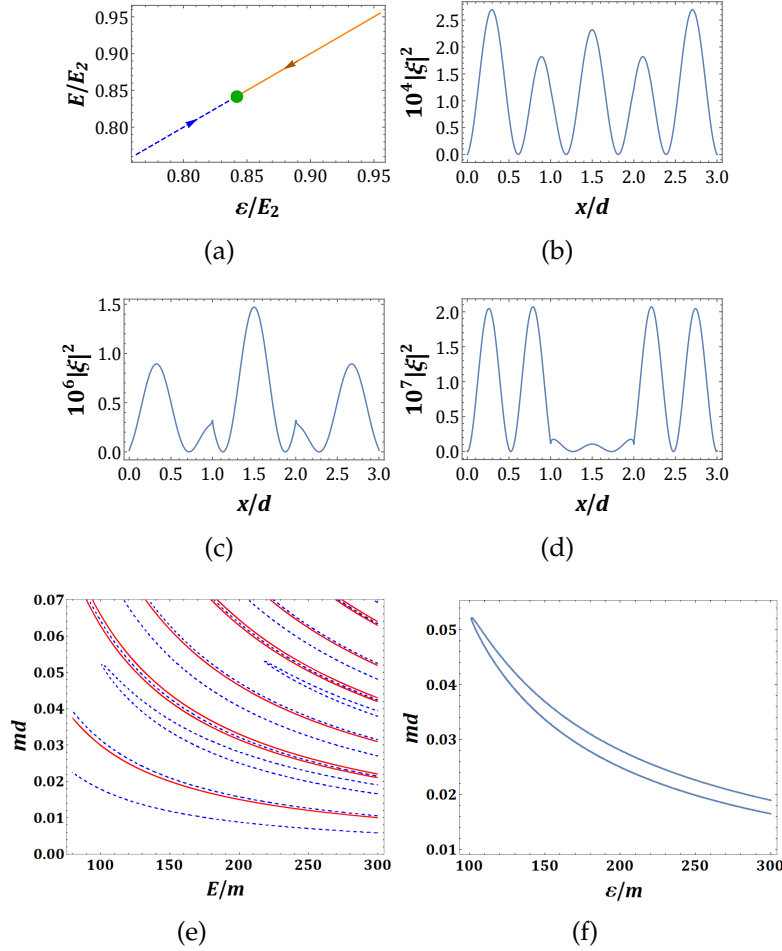 E/E₂
0.95
0.90
0.85
0.80
0.80 0.85 0.90 0.95
ε/E₂
(a)
10⁴|ξ|²
2.5
2.0
1.5
1.0
0.5
0.0
0.0 0.5 1.0 1.5 2.0 2.5 3.0
x/d
(b)
10⁶|ξ|²
1.5
1.0
0.5
0.0
0.0 0.5 1.0 1.5 2.0 2.5 3.0
x/d
(c)
10⁷|ξ|²
2.0
1.5
1.0
0.5
0.0
0.0 0.5 1.0 1.5 2.0 2.5 3.0
x/d
(d)
md
0.07
0.06
0.05
0.04
0.03
0.02
0.01
0.00
100 150 200 250 300
E/m
(e)
md
0.05
0.04
0.03
0.02
0.01
100 150 200 250 300
ε/m
(f)